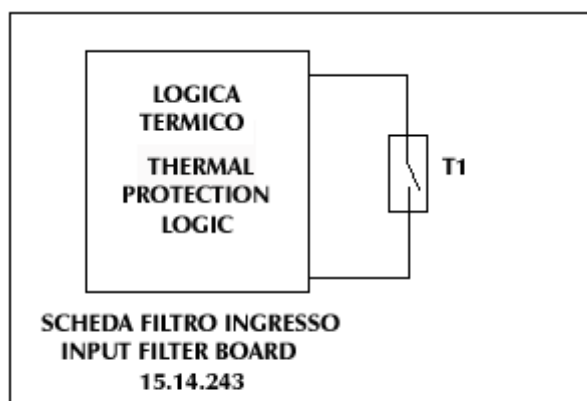 LOGICA
TERMICO
THERMAL
PROTECTION
LOGIC
T1
SCHEDA FILTRO INGRESSO
INPUT FILTER BOARD
15.14.243